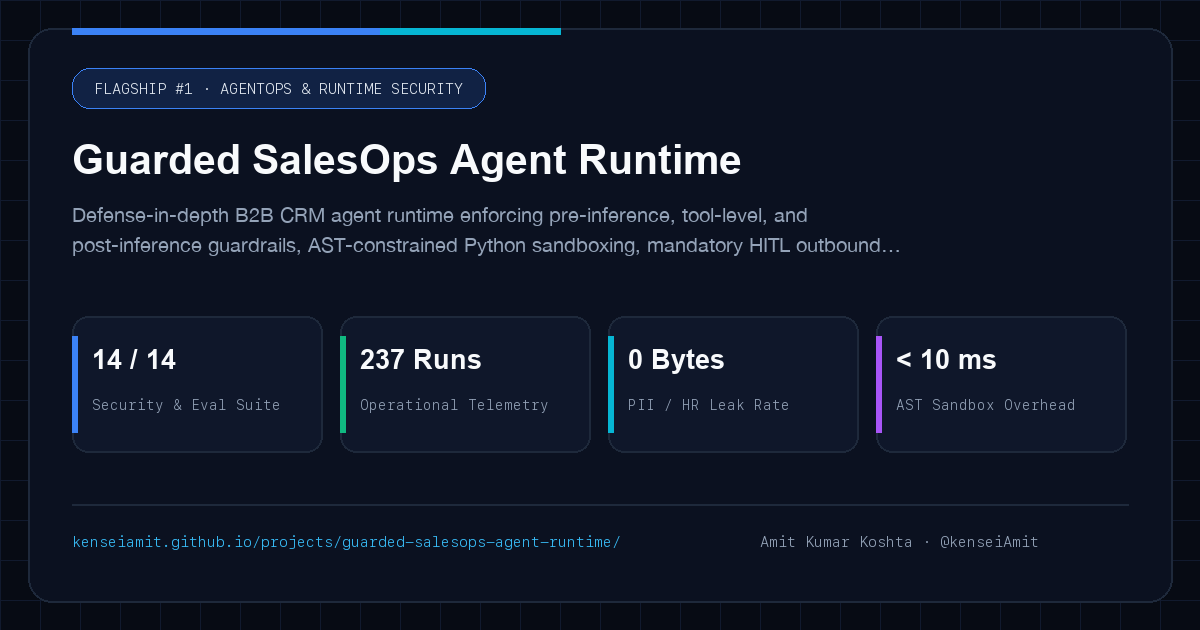 FLAGSHIP #1 · AGENTOPS & RUNTIME SECURITY
Guarded SalesOps Agent Runtime
Defense-in-depth B2B CRM agent runtime enforcing pre-inference, tool-level, and
post-inference guardrails, AST-constrained Python sandboxing, mandatory HITL outbound…
14 / 14
Security & Eval Suite
237 Runs
Operational Telemetry
0 Bytes
PII / HR Leak Rate
< 10 ms
AST Sandbox Overhead
kenseiamit.github.io/projects/guarded-salesops-agent-runtime/
Amit Kumar Koshta · @kenseiAmit